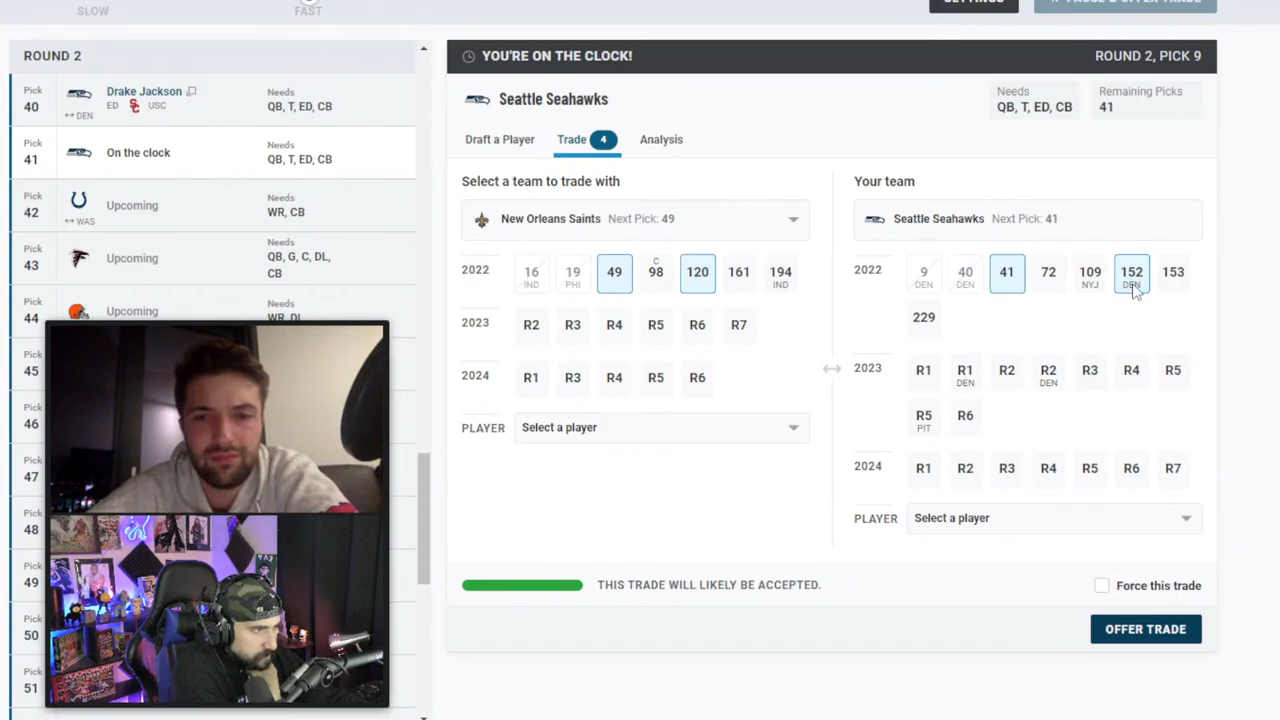 SLOW
FAST
ROUND 2
Pick 40
Drake Jackson
ED
USC
↔ DEN
Needs
QB, T, ED, CB
Pick 41
On the clock
Needs
QB, T, ED, CB
Pick 42
↔ WAS
Upcoming
Needs
WR, CB
Pick 43
Upcoming
Needs
QB, G, C, DL,
CB
Pick 44
Upcoming
Needs
WR, DL
Pick 45
Pick 46
Pick 47
Pick 48
Pick 49
Pick 50
Pick 51
SETTINGS
PAUSE & OFFER TRADE
YOU'RE ON THE CLOCK!
ROUND 2, PICK 9
Seattle Seahawks
Needs
QB, T, ED, CB
Remaining Picks
41
Draft a Player
Trade 4
Analysis
Select a team to trade with
New Orleans Saints Next Pick: 49
2022
16 IND
19 PHI
49
C 98
120
161
194 IND
2023
R2
R3
R4
R5
R6
R7
2024
R1
R3
R4
R5
R6
PLAYER
Select a player
Your team
Seattle Seahawks Next Pick: 41
2022
9 DEN
40 DEN
41
72
109 NYJ
152 DEN
153
229
2023
R1
R1 DEN
R2
R2 DEN
R3
R4
R5
R5 PIT
R6
2024
R1
R2
R3
R4
R5
R6
R7
PLAYER
Select a player
THIS TRADE WILL LIKELY BE ACCEPTED.
Force this trade
OFFER TRADE